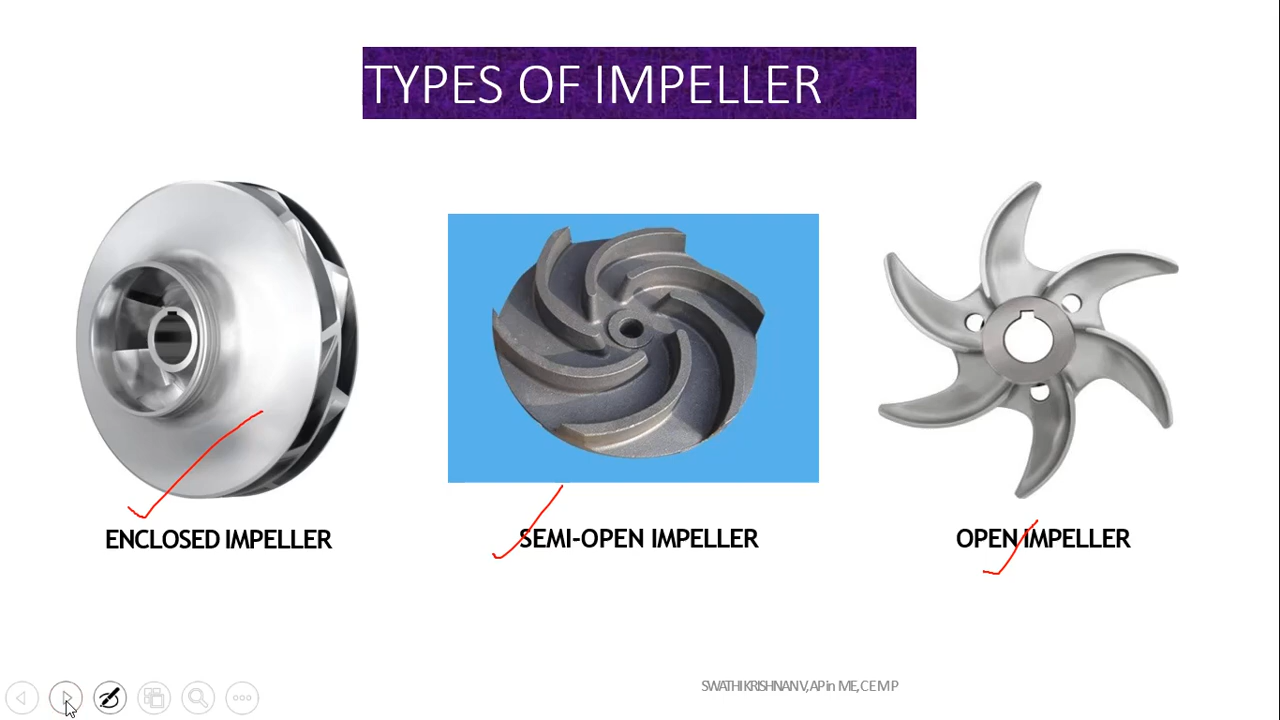 TYPES OF IMPELLER
ENCLOSED IMPELLER
SEMI-OPEN IMPELLER
OPEN IMPELLER
SWATHI KRISHNAN V, AP in ME, CEMP